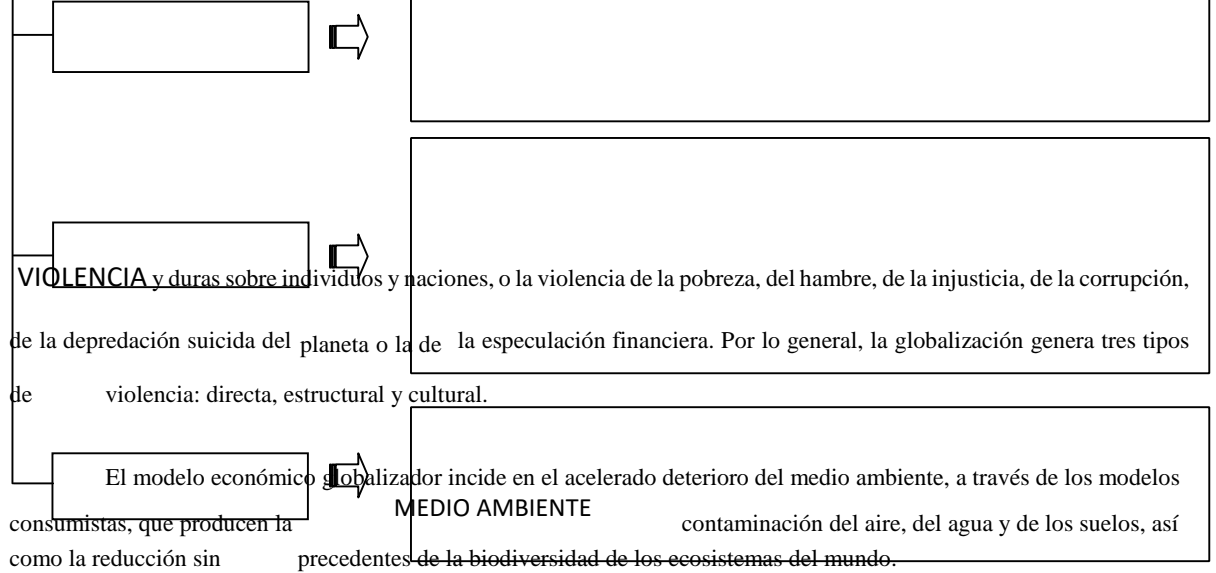 VIOLENCIA y duras sobre individuos y naciones, o la violencia de la pobreza, del hambre, de la injusticia, de la corrupción,
de la depredación suicida del planeta o la de la especulación financiera. Por lo general, la globalización genera tres tipos
de violencia: directa, estructural y cultural.
El modelo económico globalizador incide en el acelerado deterioro del medio ambiente, a través de los modelos
MEDIO AMBIENTE
consumistas, que producen la contaminación del aire, del agua y de los suelos, así
como la reducción sin precedentes de la biodiversidad de los ecosistemas del mundo.